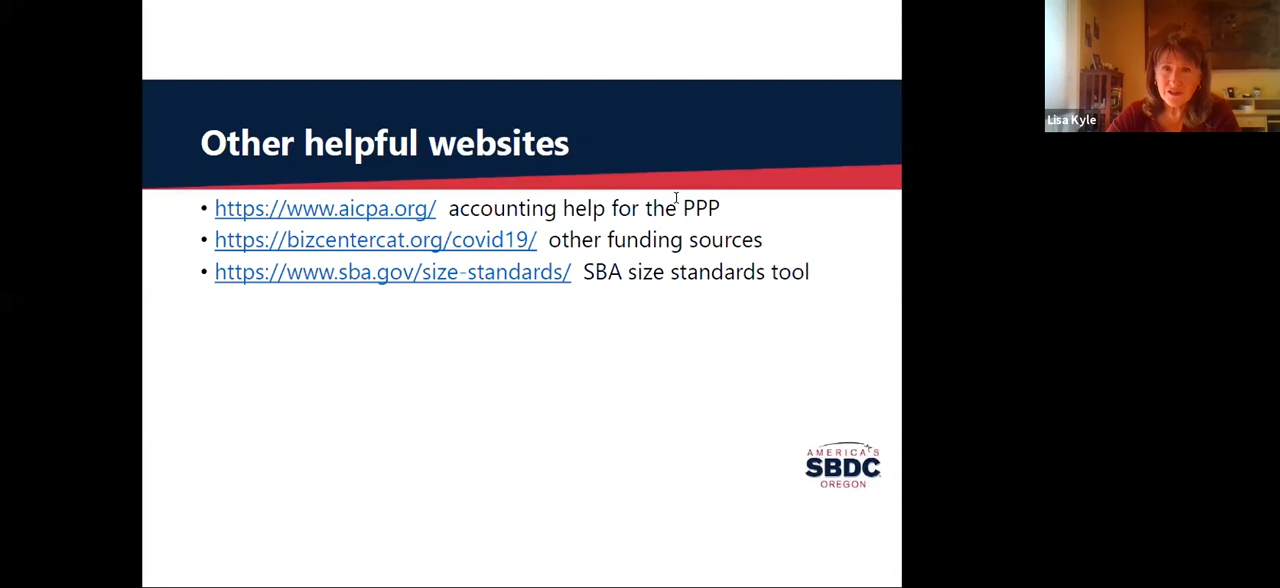 Other helpful websites
• https://www.aicpa.org/ accounting help for the PPP
• https://bizcentercat.org/covid19/ other funding sources
• https://www.sba.gov/size-standards/ SBA size standards tool
AMERICA'S
SBDC
OREGON
Lisa Kyle